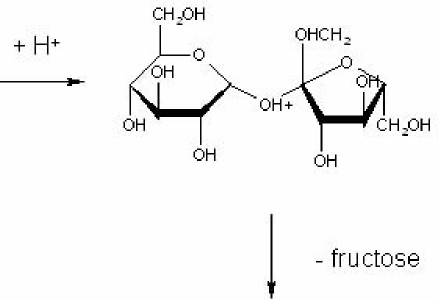 CH₂OH
+ H⁺
OHCH₂
O
O
OH
OH
OH
OH+
CH₂OH
OH
OH
OH
- fructose